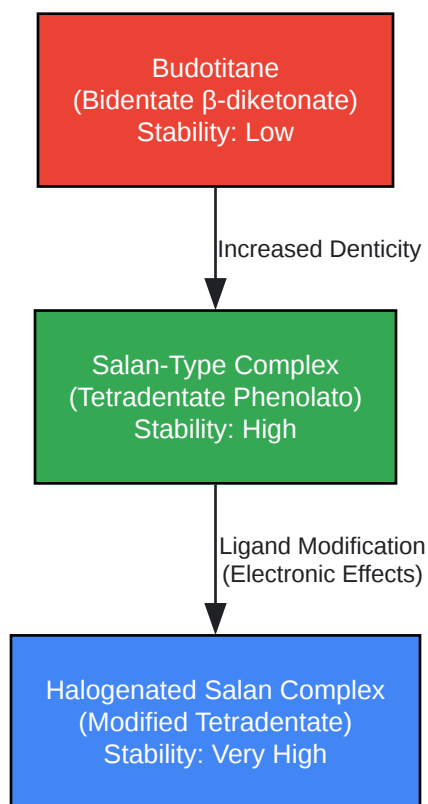 Budotitane
(Bidentate β-diketonate)
Stability: Low
Increased Denticity
Salan-Type Complex
(Tetradentate Phenolato)
Stability: High
Ligand Modification
(Electronic Effects)
Halogenated Salan Complex
(Modified Tetradentate)
Stability: Very High